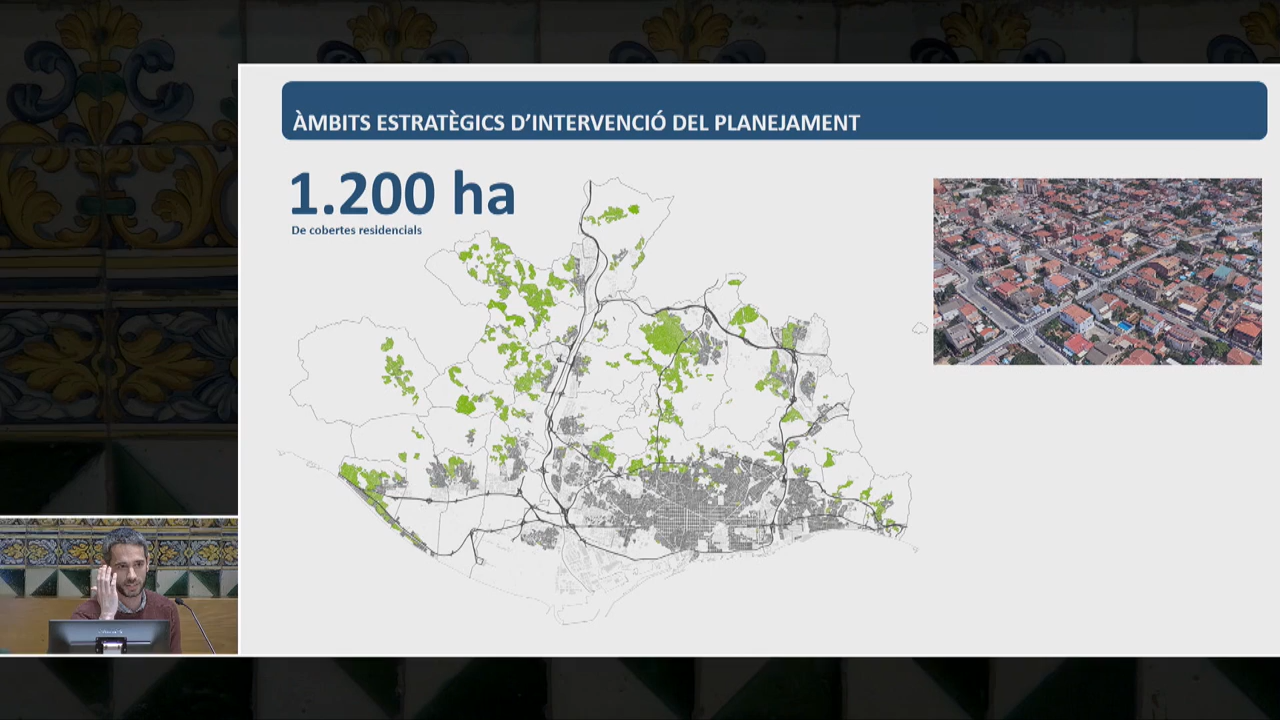 ÀMBITS ESTRATÈGICS D'INTERVENCIÓ DEL PLANEJAMENT
1.200 ha
De cobertes residencials